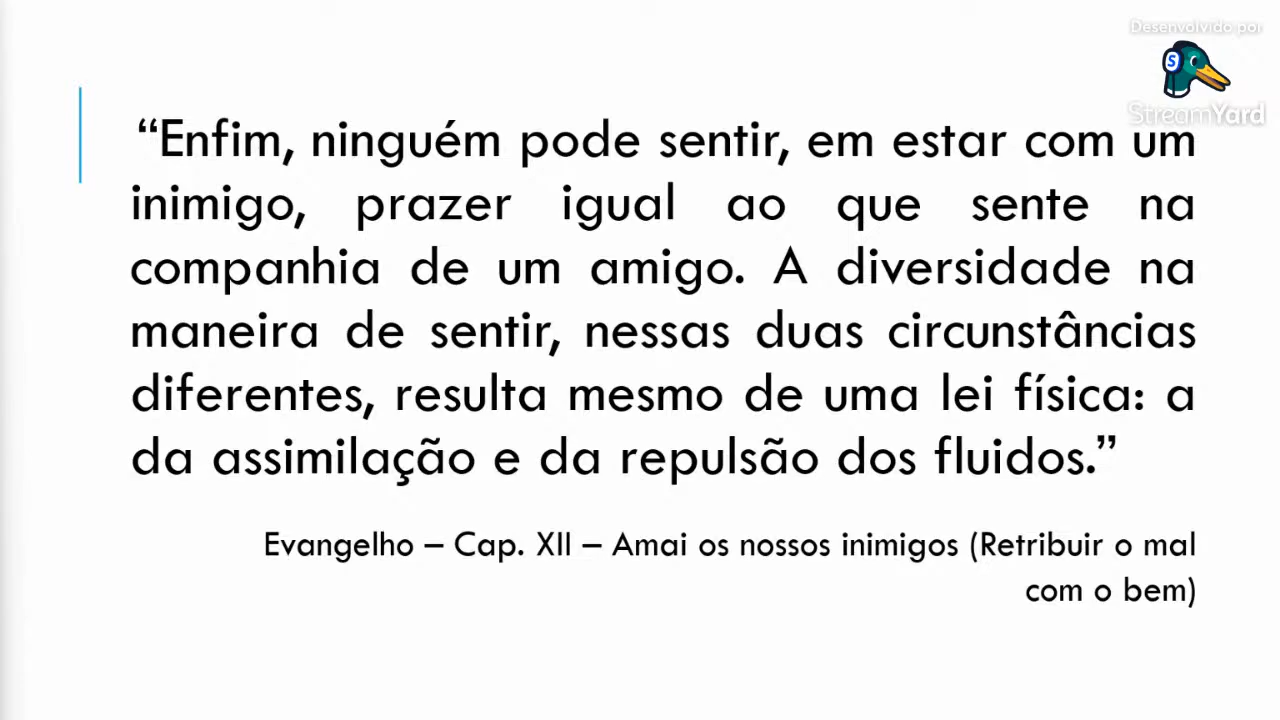 Desenvolvido por
StreamYard
“Enfim, ninguém pode sentir, em estar com um
inimigo, prazer igual ao que sente na
companhia de um amigo. A diversidade na
maneira de sentir, nessas duas circunstâncias
diferentes, resulta mesmo de uma lei física: a
da assimilação e da repulsão dos fluidos.”
Evangelho – Cap. XII – Amai os nossos inimigos (Retribuir o mal
com o bem)